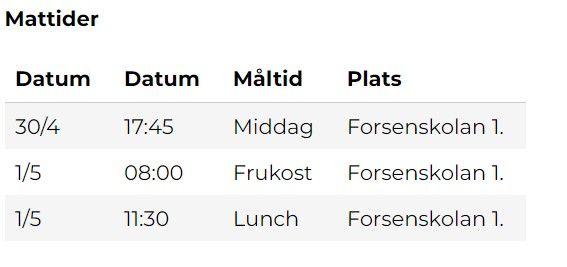 Mattider
Datum Datum Måltid Plats
30/4 17:45 Middag Forsenskolan 1.
1/5 08:00 Frukost Forsenskolan 1.
1/5 11:30 Lunch Forsenskolan 1.